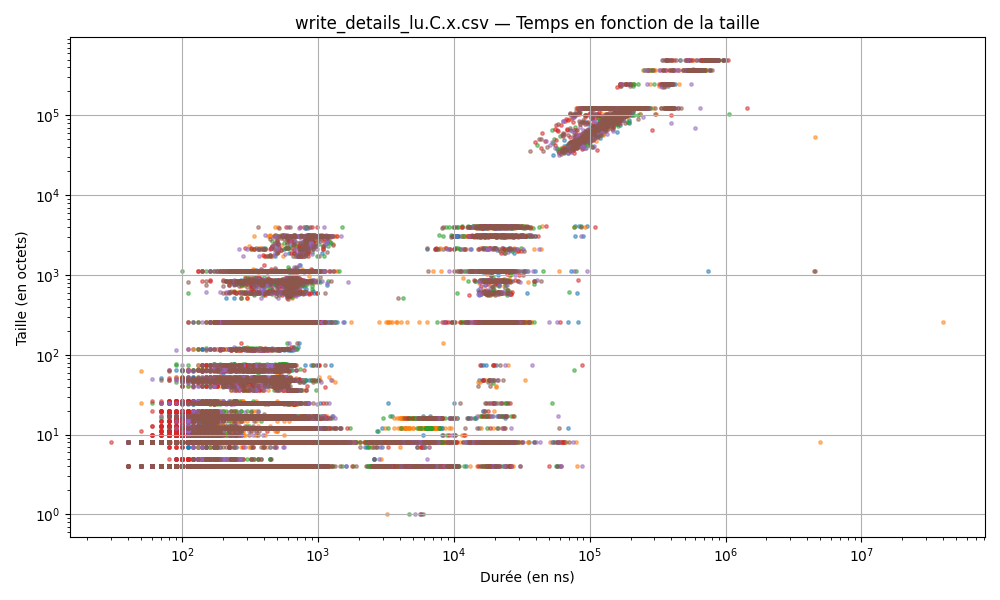 write_details_lu.C.x.csv — Temps en fonction de la taille
Taille (en octets)
10^5
10^4
10^3
10^2
10^1
10^0
10^2 10^3 10^4 10^5 10^6 10^7
Durée (en ns)